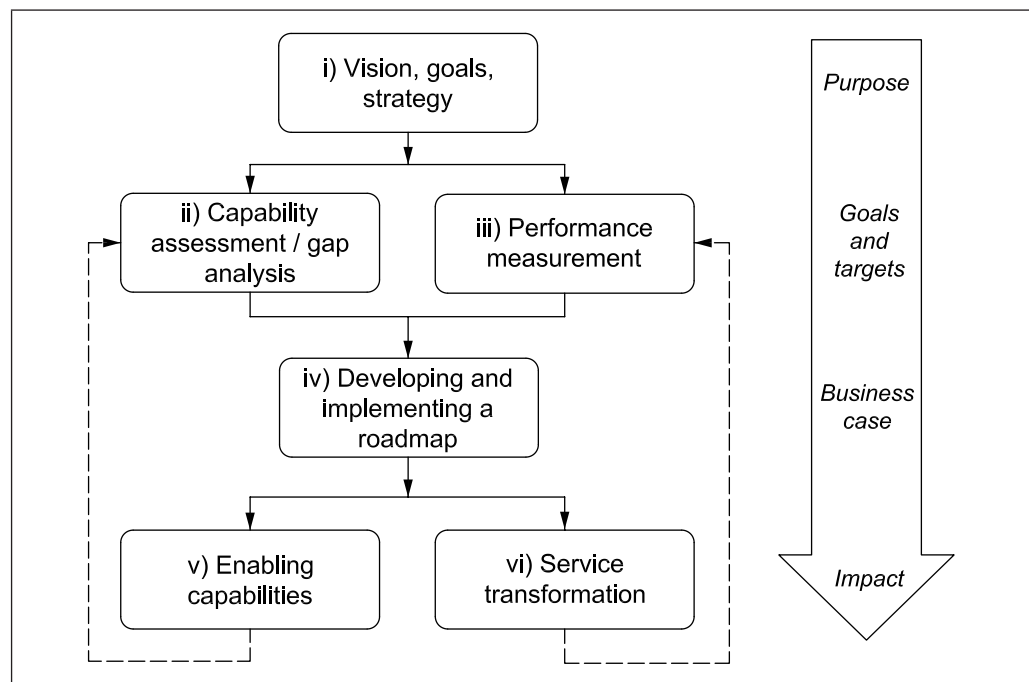 i) Vision, goals,
strategy
Purpose
ii) Capability
assessment / gap
analysis
iii) Performance
measurement
Goals
and
targets
iv) Developing and
implementing a
roadmap
Business
case
v) Enabling
capabilities
vi) Service
transformation
Impact